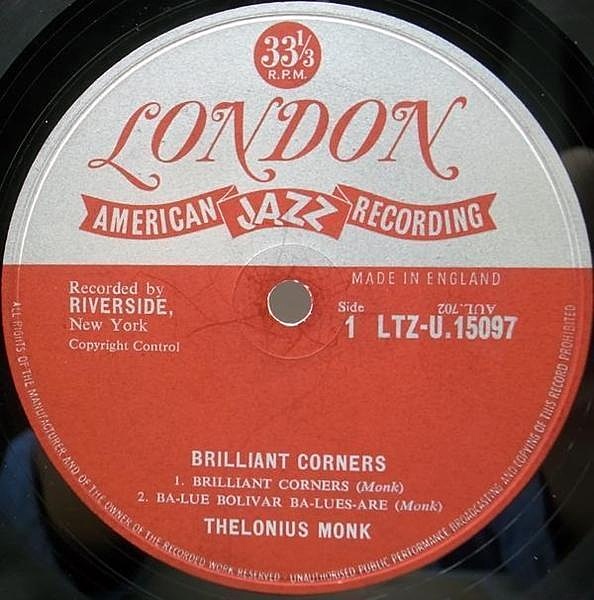 33⅓
R.P.M.
LONDON
AMERICAN JAZZ RECORDING
MADE IN ENGLAND
Recorded by
RIVERSIDE,
New York
Copyright Control
Side
1
AUL.702
LTZ-U.15097
BRILLIANT CORNERS
1. BRILLIANT CORNERS (Monk)
2. BA-LUE BOLIVAR BA-LUES-ARE (Monk)
THELONIUS MONK
ALL RIGHTS OF THE MANUFACTURER AND OF THE OWNER OF THE RECORDED WORK RESERVED · UNAUTHORISED PUBLIC PERFORMANCE BROADCASTING AND COPYING OF THIS RECORD PROHIBITED